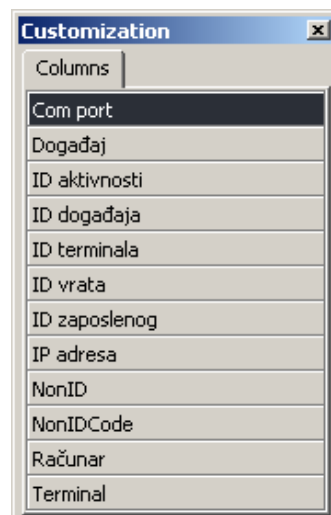 Customization
Columns
Com port
Događaj
ID aktivnosti
ID događaja
ID terminala
ID vrata
ID zaposlenog
IP adresa
NonID
NonIDCode
Računar
Terminal